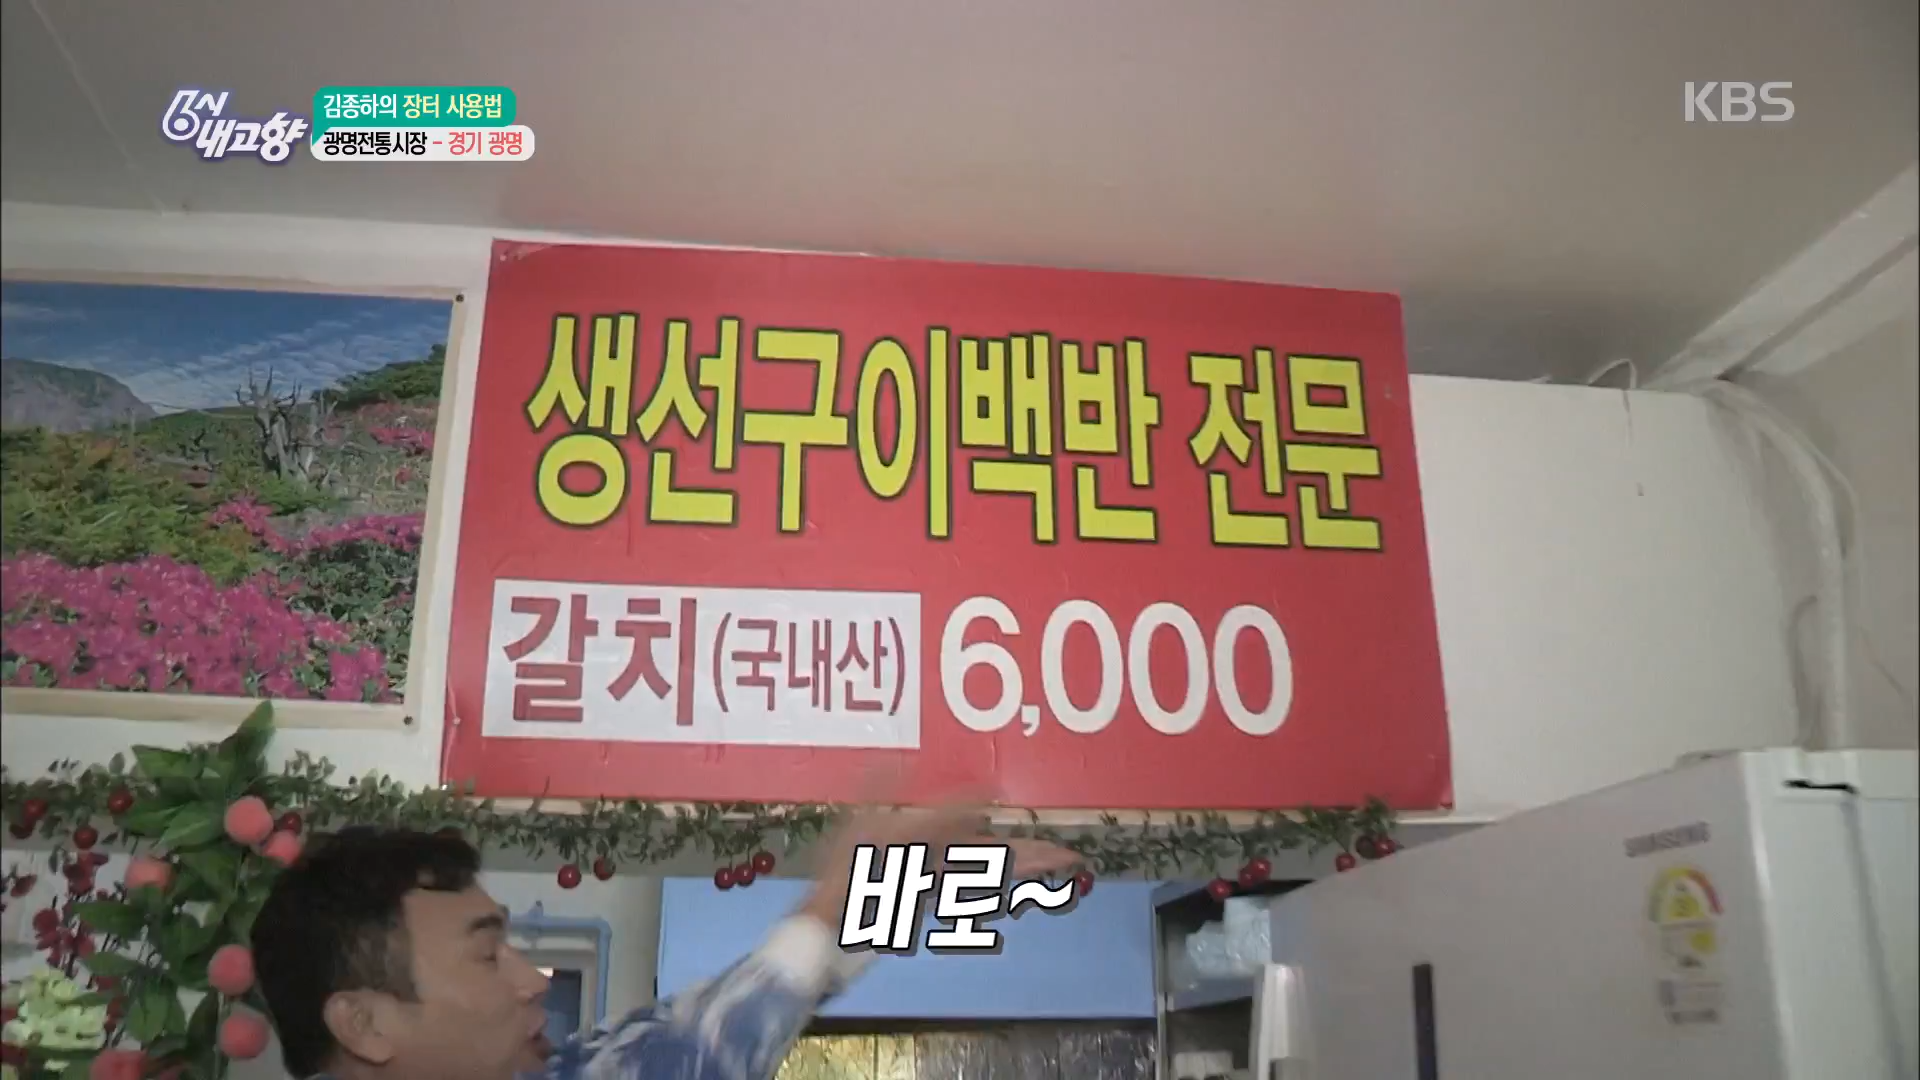 6시 내고향
김종하의 장터 사용법
광명전통시장 - 경기 광명
KBS
생선구이백반 전문
갈치(국내산) 6,000
SAMSUNG
바로~